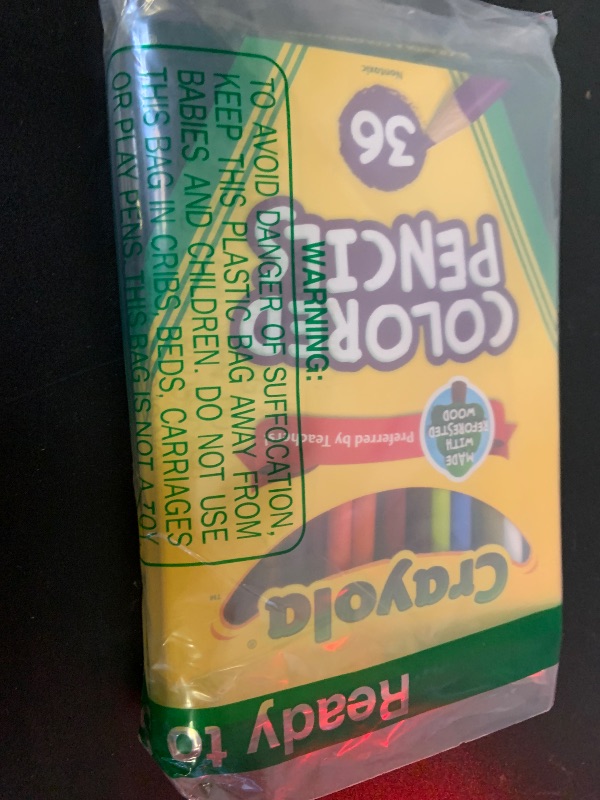 WARNING:
TO AVOID DANGER OF SUFFOCATION,
KEEP THIS PLASTIC BAG AWAY FROM
BABIES AND CHILDREN. DO NOT USE
THIS BAG IN CRIBS, BEDS, CARRIAGES
OR PLAY PENS. THIS BAG IS NOT A TOY
Ready to
Crayola®
™
MADE
WITH
REFORESTED
WOOD
Preferred by Teachers!
COLORED
PENCILS
36
Nontoxic